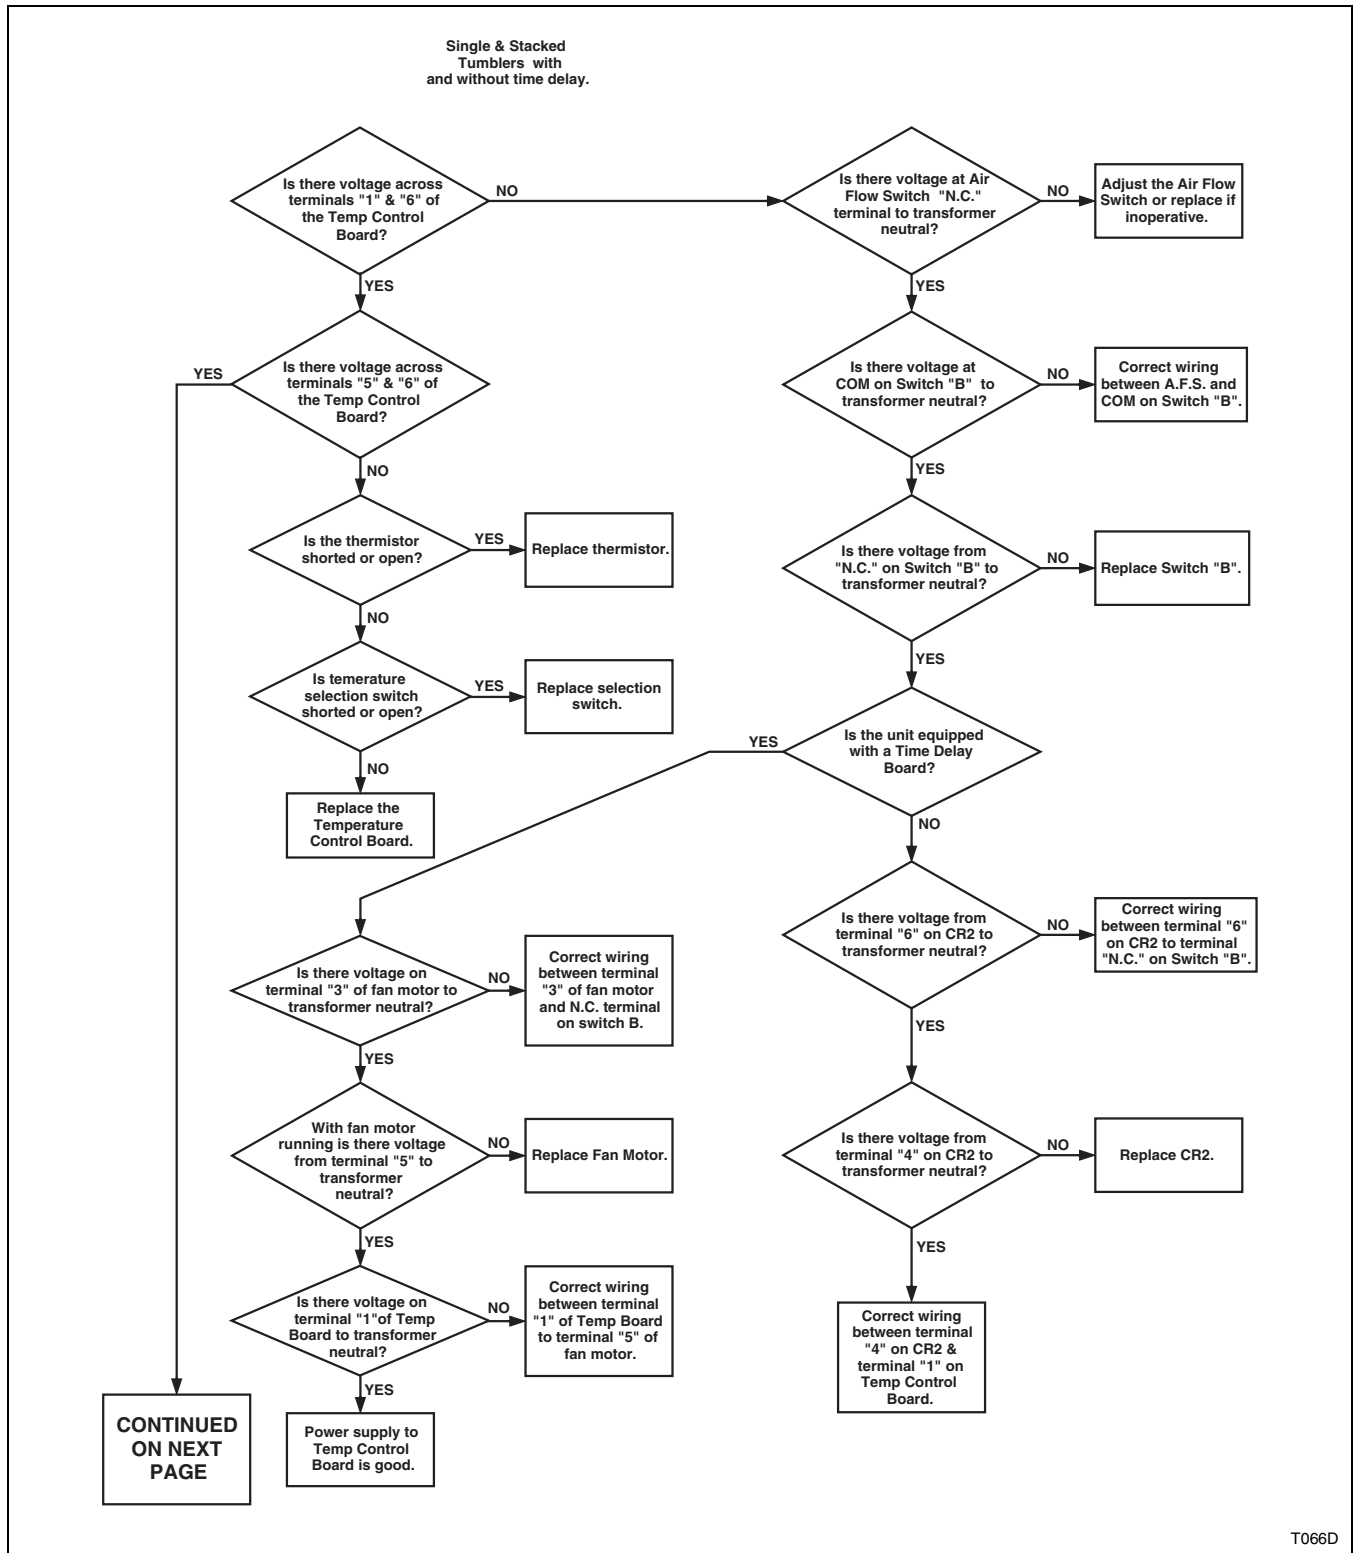 Single & Stacked
Tumblers with
and without time delay.
Is there voltage across
terminals "1" & "6" of
the Temp Control
Board?
NO
Is there voltage at Air
Flow Switch "N.C."
terminal to transformer
neutral?
NO
Adjust the Air Flow
Switch or replace if
inoperative.
YES
YES
YES
Is there voltage across
terminals "5" & "6" of
the Temp Control
Board?
Is there voltage at
COM on Switch "B" to
transformer neutral?
NO
Correct wiring
between A.F.S. and
COM on Switch "B".
NO
YES
Is the thermistor
shorted or open?
YES
Replace thermistor.
Is there voltage from
"N.C." on Switch "B" to
transformer neutral?
NO
Replace Switch "B".
NO
YES
Is temerature
selection switch
shorted or open?
YES
Replace selection
switch.
YES
Is the unit equipped
with a Time Delay
Board?
NO
Replace the
Temperature
Control Board.
NO
Is there voltage from
terminal "6" on CR2 to
transformer neutral?
NO
Correct wiring
between terminal "6"
on CR2 to terminal
"N.C." on Switch "B".
Is there voltage on
terminal "3" of fan motor to
transformer neutral?
NO
Correct wiring
between terminal
"3" of fan motor
and N.C. terminal
on switch B.
YES
YES
With fan motor
running is there voltage
from terminal "5" to
transformer
neutral?
NO
Replace Fan Motor.
Is there voltage from
terminal "4" on CR2 to
transformer neutral?
NO
Replace CR2.
YES
YES
Is there voltage on
terminal "1"of Temp
Board to transformer
neutral?
NO
Correct wiring
between terminal
"1" of Temp Board
to terminal "5" of
fan motor.
Correct wiring
between terminal
"4" on CR2 &
terminal "1" on
Temp Control
Board.
YES
CONTINUED
ON NEXT
PAGE
Power supply to
Temp Control
Board is good.
T066D